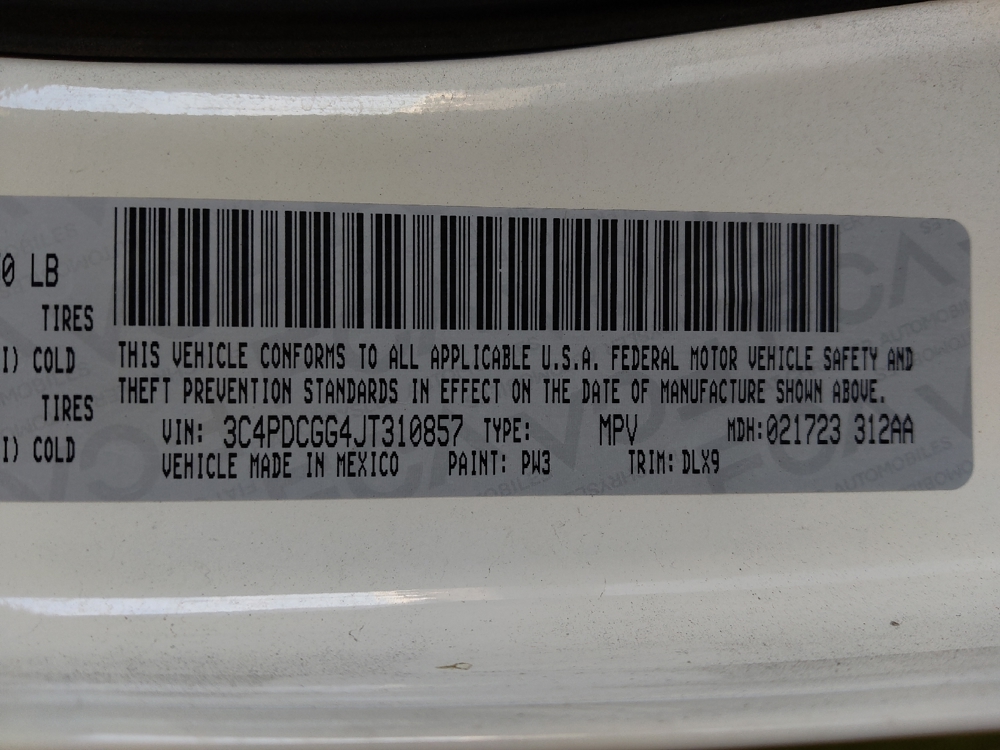 0 LB
TIRES
I) COLD
TIRES
I) COLD
THIS VEHICLE CONFORMS TO ALL APPLICABLE U.S.A. FEDERAL MOTOR VEHICLE SAFETY AND
THEFT PREVENTION STANDARDS IN EFFECT ON THE DATE OF MANUFACTURE SHOWN ABOVE.
VIN: 3C4PDCGG4JT310857 TYPE: MPV MDH:021723 312AA
VEHICLE MADE IN MEXICO PAINT: PW3 TRIM: DLX9